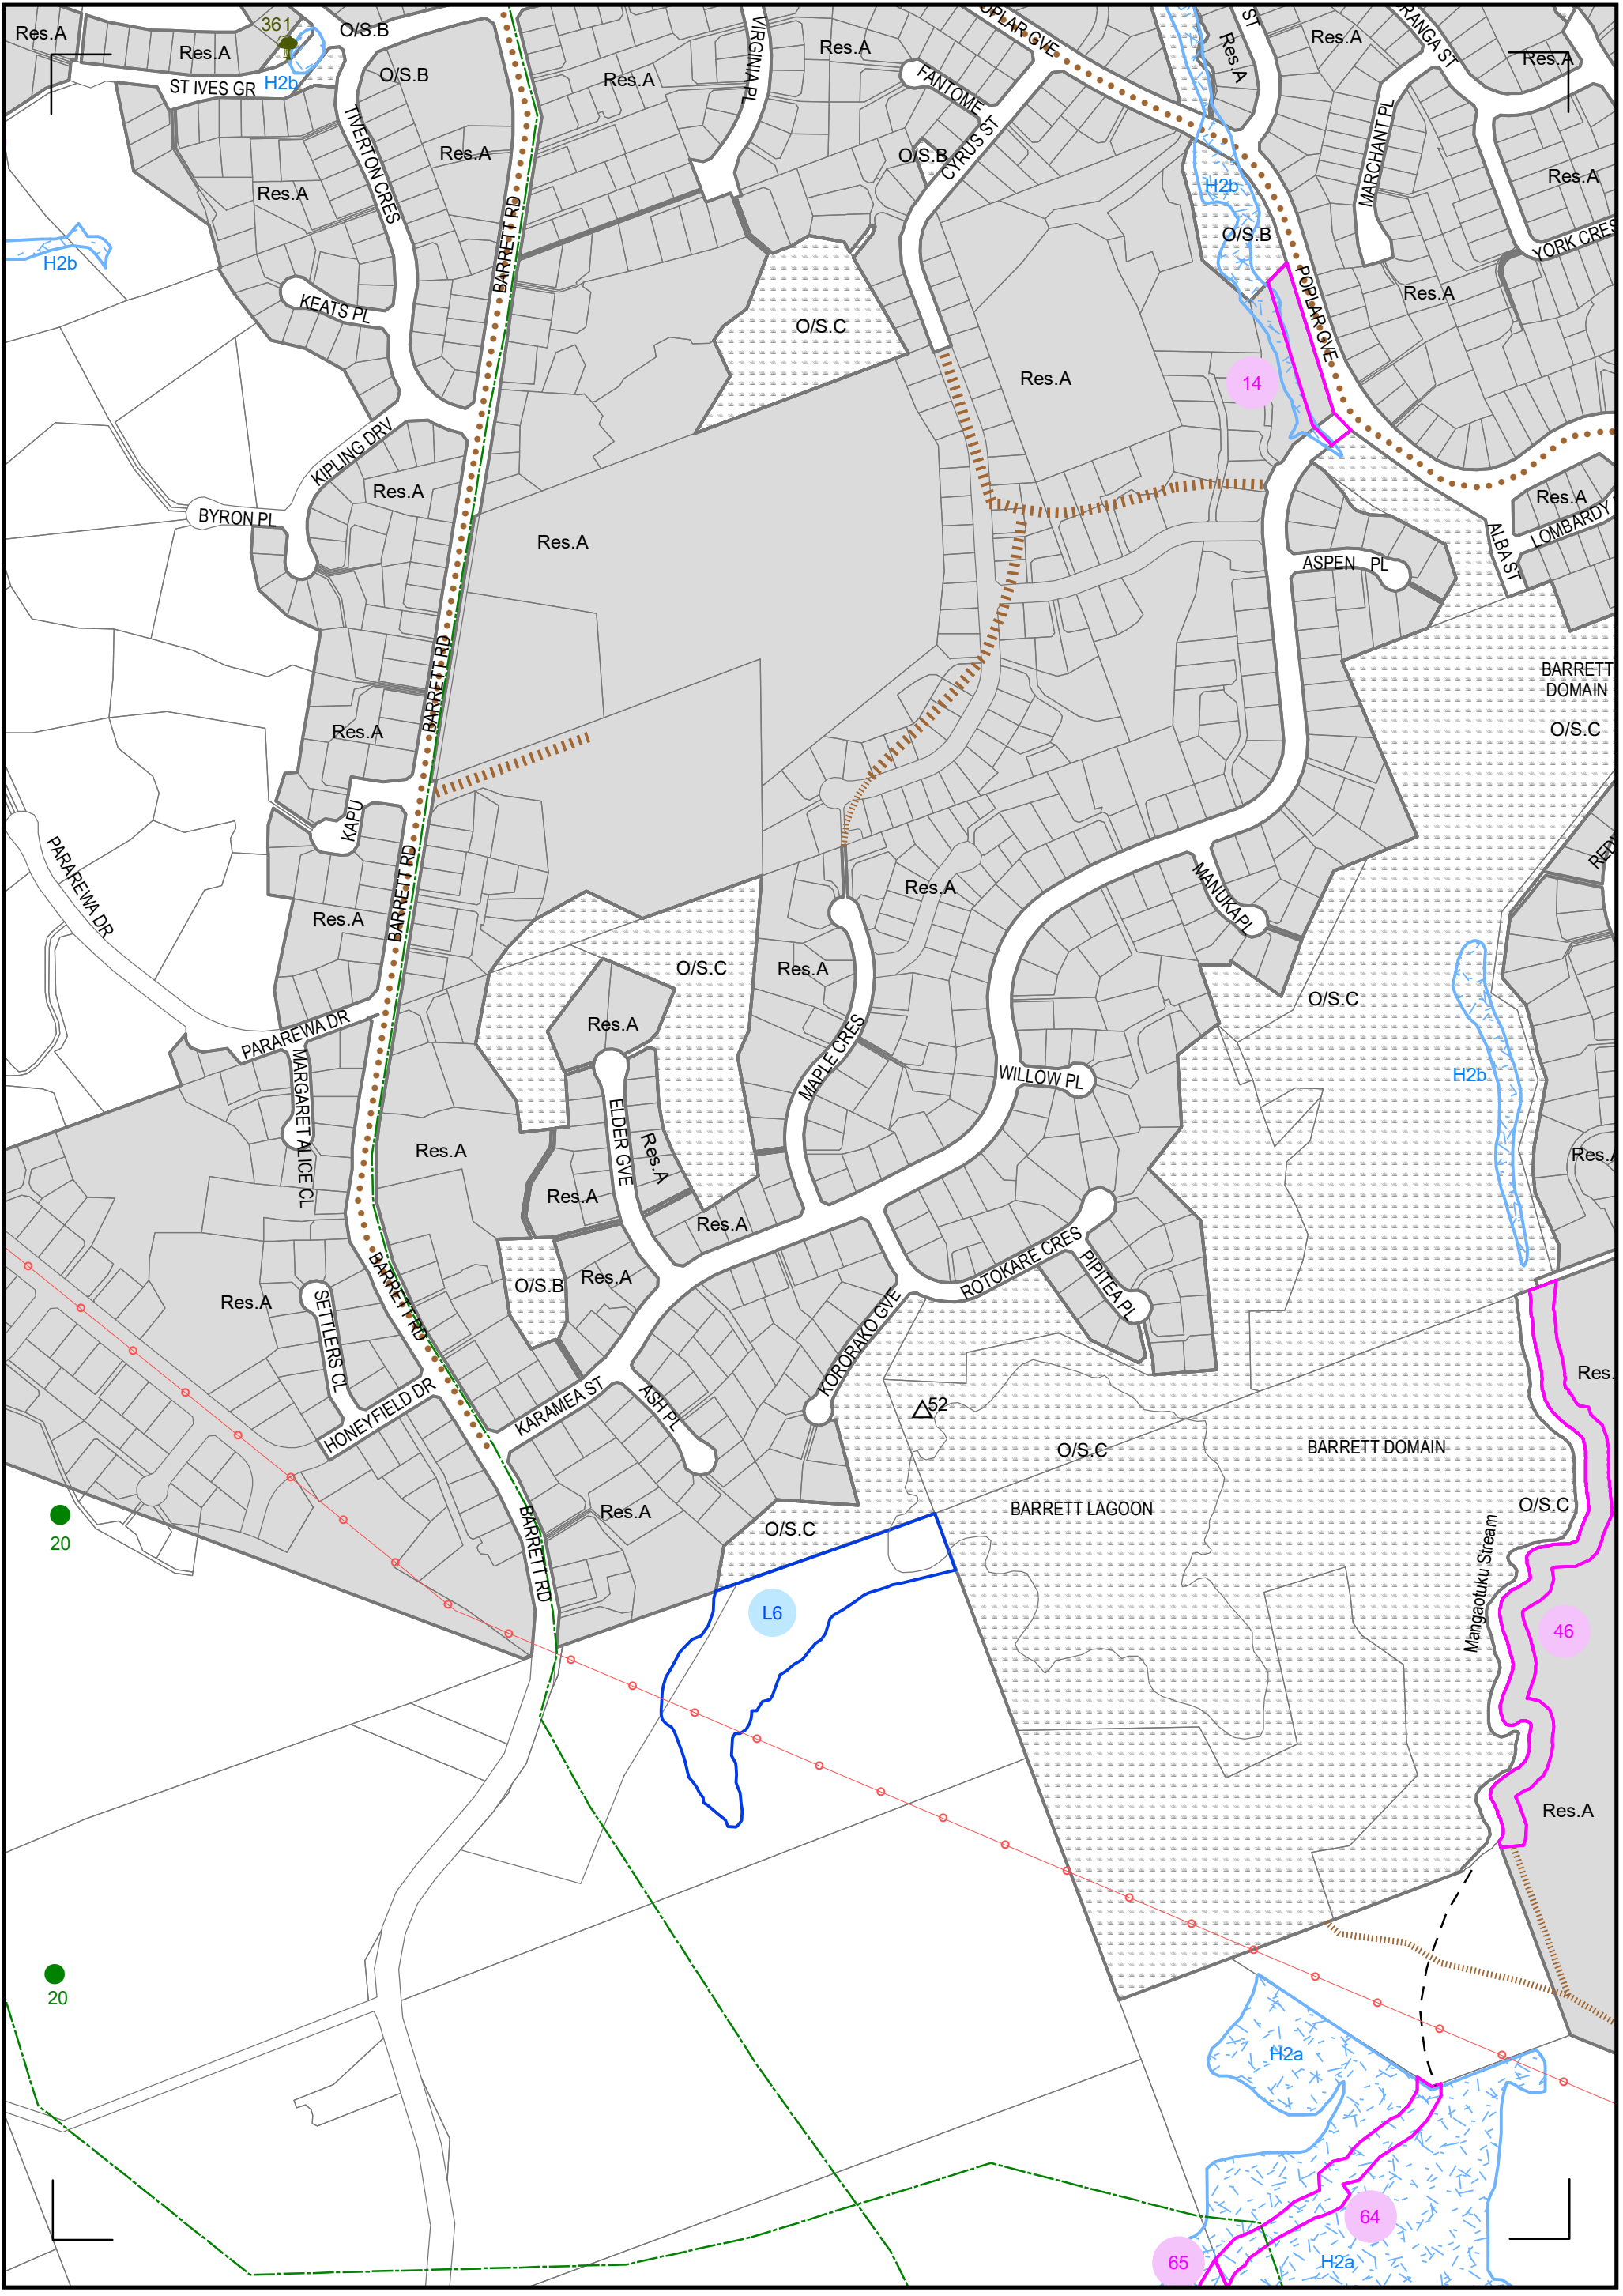 Res.A
361
O/S.B
Res.A
ST IVES GR
H2b
O/S.B
TIVERTON CRES
Res.A
Res.A
Res.A
VIRGINIA PL
Res.A
FANTOME
CYRUS ST
O/S.B
OPLAR GVE
ST
Res.A
Res.A
RANGA ST
Res.A
MARCHANT PL
Res.A
YORK CRES
H2b
O/S.B
H2b
KEATS PL
BARRETT RD
O/S.C
POPLAR GVE
Res.A
Res.A
14
KIPLING DRV
Res.A
BYRON PL
Res.A
Res.A
LOMBARDY
ALBA ST
ASPEN PL
BARRETT RD
BARRETT
DOMAIN
O/S.C
Res.A
KAPU
PARAREWA DR
BARRETT RD
Res.A
Res.A
MANUKA PL
O/S.C
Res.A
O/S.C
Res.A
PARAREWA DR
MARGARET ALICE CL
MAPLE CRES
WILLOW PL
H2b
Res.A
ELDER GVE
Res.A
Res.A
Res.A
Res.A
BARRETT RD
O/S.B
Res.A
ROTOKARE CRES
PIPITEA PL
Res.A
SETTLERS CL
KORORAKO GVE
HONEYFIELD DR
KARAMEA ST
ASH PL
52
O/S.C
BARRETT DOMAIN
Res.
BARRETT LAGOON
O/S.C
20
BARRETT RD
Res.A
O/S.C
L6
Mangaotuku Stream
46
Res.A
20
H2a
64
65
H2a